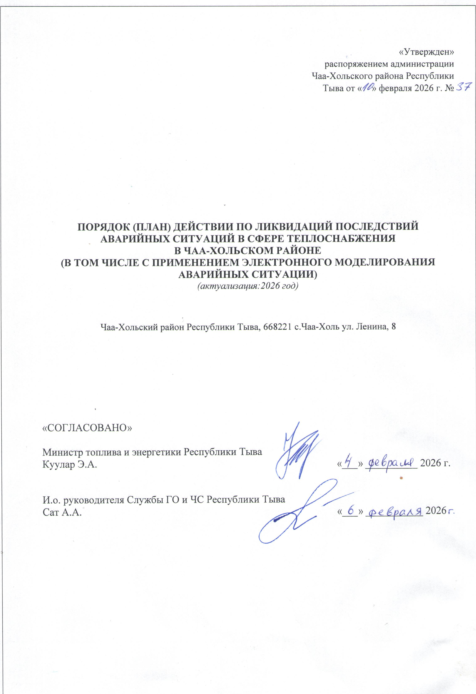 «Утвержден»
распоряжением администрации
Чаа-Хольского района Республики
Тыва от «10» февраля 2026 г. № 37
ПОРЯДОК (ПЛАН) ДЕЙСТВИИ ПО ЛИКВИДАЦИЙ ПОСЛЕДСТВИЙ
АВАРИЙНЫХ СИТУАЦИЙ В СФЕРЕ ТЕПЛОСНАБЖЕНИЯ
В ЧАА-ХОЛЬСКОМ РАЙОНЕ
(В ТОМ ЧИСЛЕ С ПРИМЕНЕНИЕМ ЭЛЕКТРОННОГО МОДЕЛИРОВАНИЯ
АВАРИЙНЫХ СИТУАЦИИ)
(актуализация:2026 год)
Чаа-Хольский район Республики Тыва, 668221 с.Чаа-Холь ул. Ленина, 8
«СОГЛАСОВАНО»
Министр топлива и энергетики Республики Тыва
Куулар Э.А.
«4» февраля 2026 г.
И.о. руководителя Службы ГО и ЧС Республики Тыва
Сат А.А.
«6» февраля 2026 г.